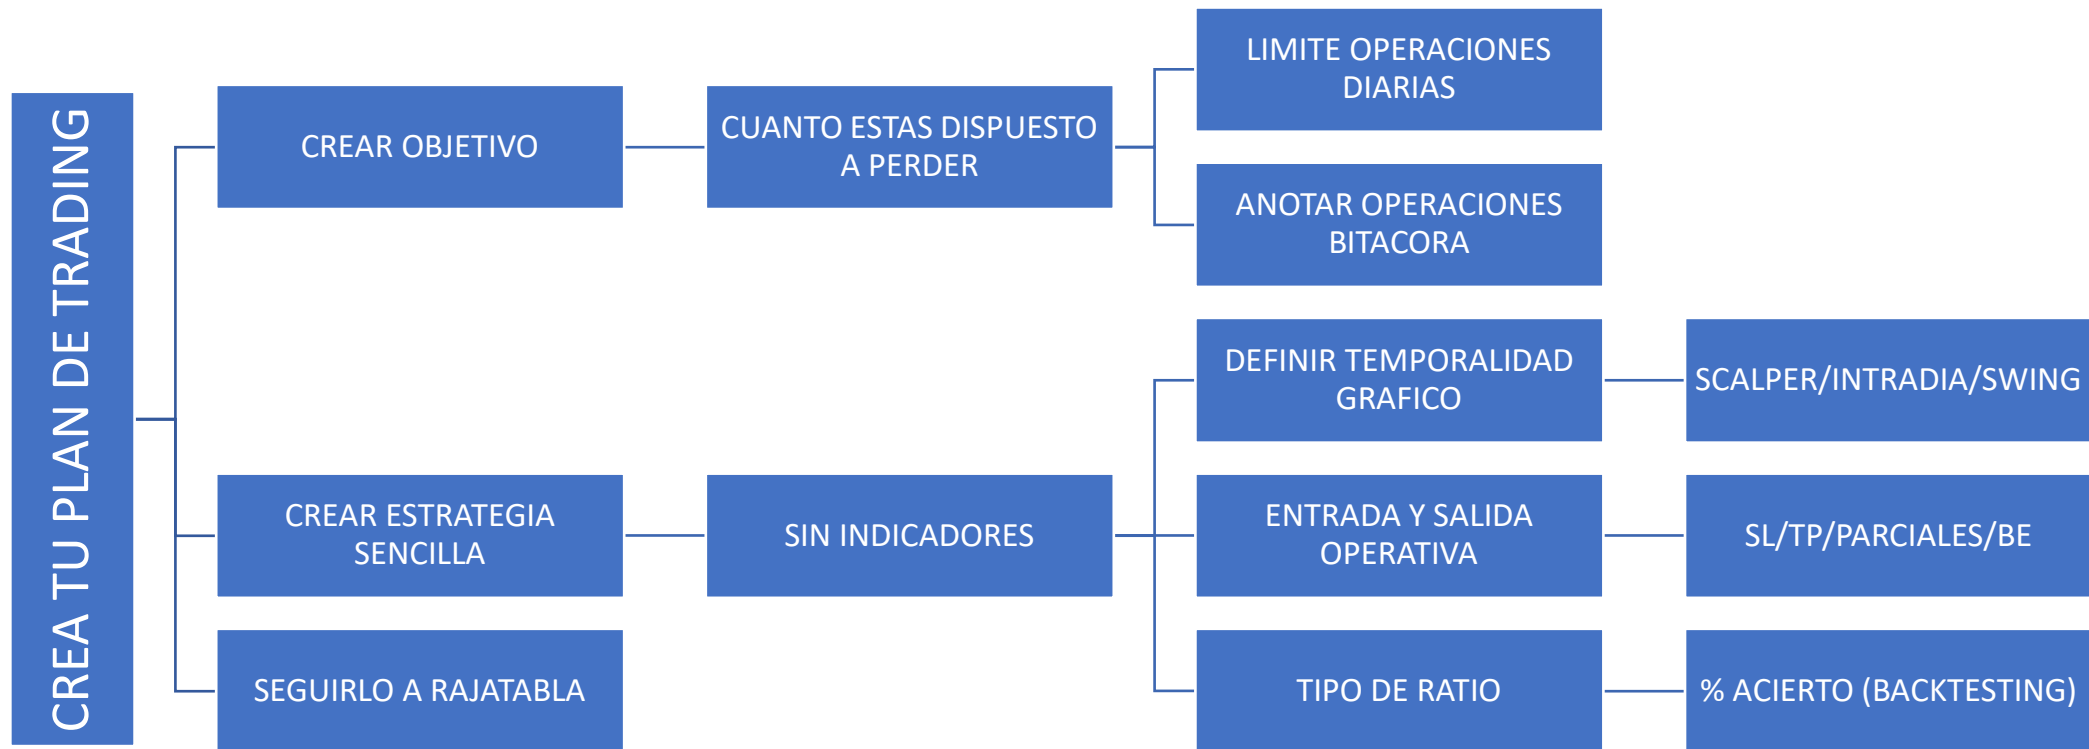 CREA TU PLAN DE TRADING
CREAR OBJETIVO
CUANTO ESTAS DISPUESTO
A PERDER
LIMITE OPERACIONES
DIARIAS
ANOTAR OPERACIONES
BITACORA
CREAR ESTRATEGIA
SENCILLA
SIN INDICADORES
DEFINIR TEMPORALIDAD
GRAFICO
SCALPER/INTRADIA/SWING
ENTRADA Y SALIDA
OPERATIVA
SL/TP/PARCIALES/BE
TIPO DE RATIO
% ACIERTO (BACKTESTING)
SEGUIRLO A RAJATABLA